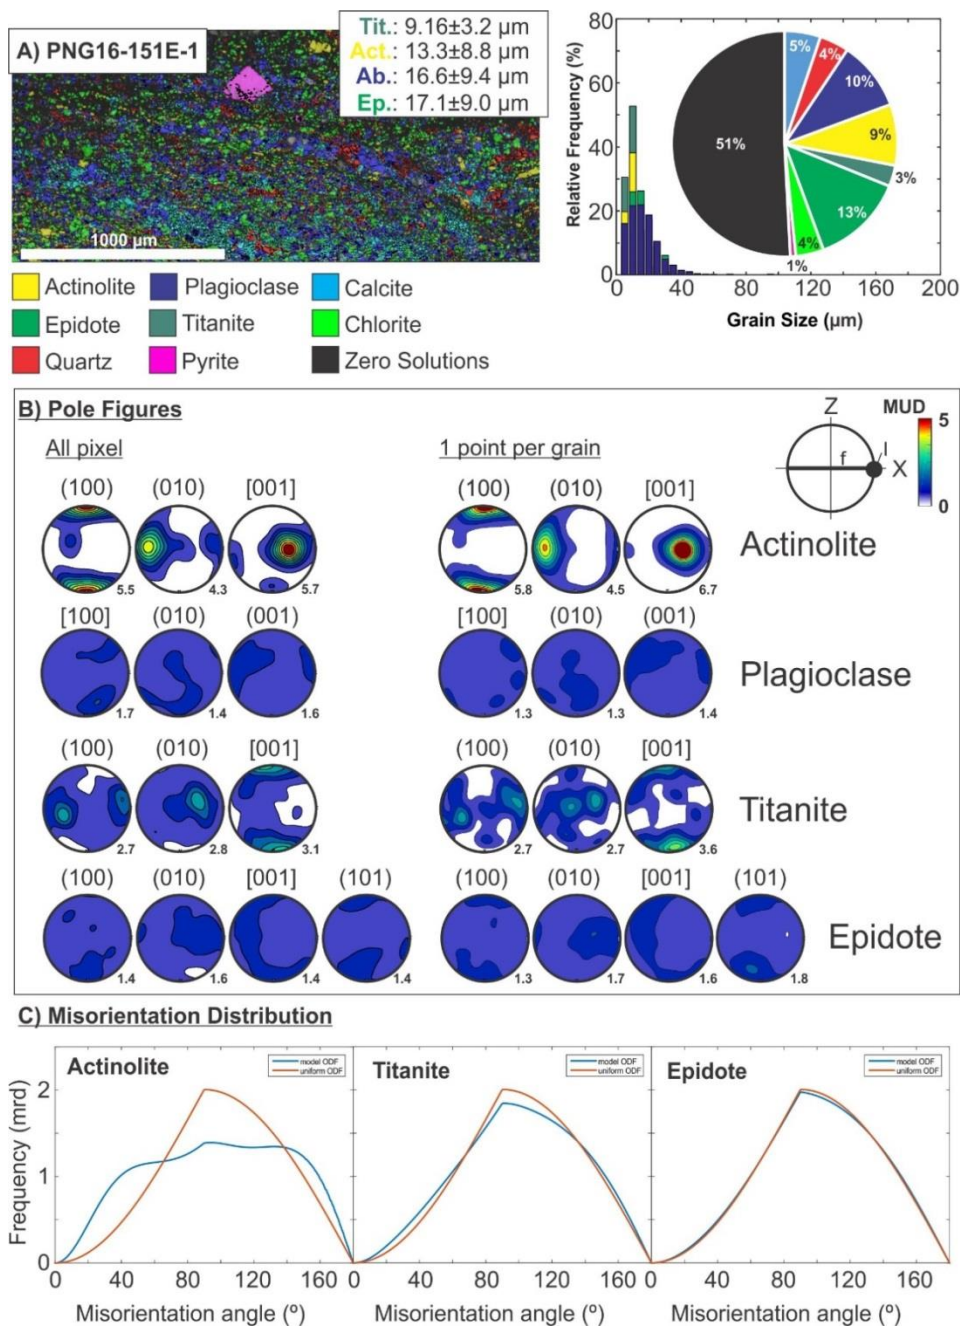 A) PNG16-151E-1
Tit.: 9.16±3.2 μm
Act.: 13.3±8.8 μm
Ab.: 16.6±9.4 μm
Ep.: 17.1±9.0 μm
1000 μm
Actinolite
Plagioclase
Calcite
Epidote
Titanite
Chlorite
Quartz
Pyrite
Zero Solutions
Relative Frequency (%)
80
60
40
20
0
0 40 80 120 160 200
Grain Size (μm)
5%
4%
10%
9%
3%
13%
4%
1%
51%
B) Pole Figures
All pixel
1 point per grain
Z
X
f
l
MUD
5
0
(100) (010) [001]
5.5 4.3 5.7
(100) (010) [001]
5.8 4.5 6.7
Actinolite
[100] (010) (001)
1.7 1.4 1.6
[100] (010) (001)
1.3 1.3 1.4
Plagioclase
(100) (010) [001]
2.7 2.8 3.1
(100) (010) [001]
2.7 2.7 3.6
Titanite
(100) (010) [001] (101)
1.4 1.6 1.4 1.4
(100) (010) [001] (101)
1.3 1.7 1.6 1.8
Epidote
C) Misorientation Distribution
Frequency (mrd)
2
1
0
Actinolite
model ODF
uniform ODF
0 40 80 120 160
Misorientation angle (º)
Titanite
model ODF
uniform ODF
0 40 80 120 160
Misorientation angle (º)
Epidote
model ODF
uniform ODF
0 40 80 120 160
Misorientation angle (º)